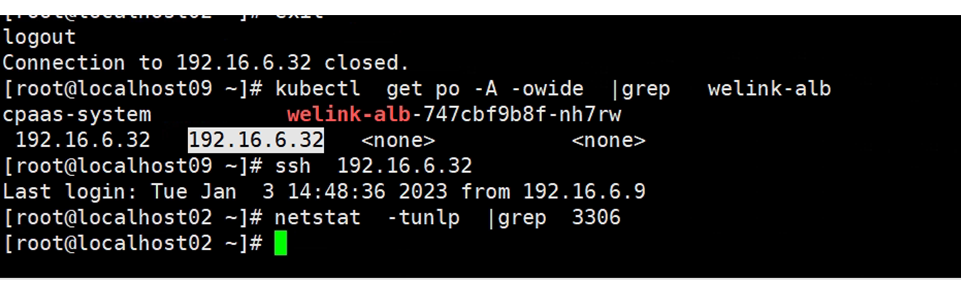 logout
Connection to 192.16.6.32 closed.
[root@localhost09 ~]# kubectl  get po -A -owide  |grep   welink-alb
cpaas-system           welink-alb-747cbf9b8f-nh7rw
 192.16.6.32   192.16.6.32   <none>           <none>
[root@localhost09 ~]# ssh  192.16.6.32
Last login: Tue Jan  3 14:48:36 2023 from 192.16.6.9
[root@localhost02 ~]# netstat  -tunlp  |grep  3306
[root@localhost02 ~]#